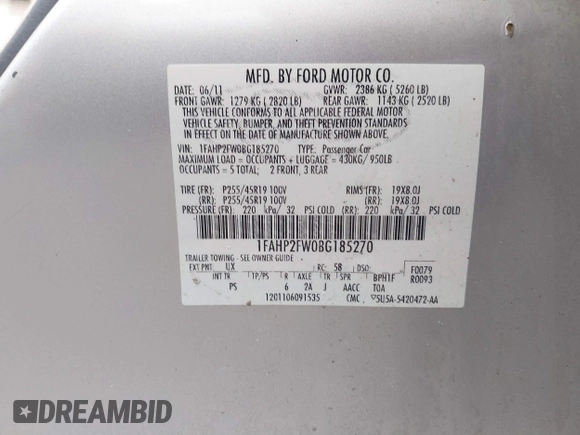 MFD. BY FORD MOTOR CO.
DATE: 06/11 GVWR: 2386 KG ( 5260 LB)
FRONT GAWR: 1279 KG ( 2820 LB) REAR GAWR: 1143 KG ( 2520 LB)
THIS VEHICLE CONFORMS TO ALL APPLICABLE FEDERAL MOTOR
VEHICLE SAFETY, BUMPER, AND THEFT PREVENTION STANDARDS
IN EFFECT ON THE DATE OF MANUFACTURE SHOWN ABOVE.
VIN: 1FAHP2FW0BG185270 TYPE: Passenger Car
MAXIMUM LOAD = OCCUPANTS + LUGGAGE = 430KG/ 950LB
OCCUPANTS = 5 TOTAL; 2 FRONT, 3 REAR
TIRE (FR): P255/45R19 100V RIMS (FR): 19X8.0J
(RR): P255/45R19 100V (RR): 19X8.0J
PRESSURE (FR): 220 kPa/ 32 PSI COLD (RR): 220 kPa/ 32 PSI COLD
1FAHP2FW0BG185270
TRAILER TOWING - SEE OWNER GUIDE.
EXT PNT: UX RC: 58 DSO: F0079
INT TR TP/PS R AXLE TR SPR BPH1F R0093
PS 6 2A J AACC TOA
1201106091535 CMC ▽5U5A-5420472-AA
DREAMBID